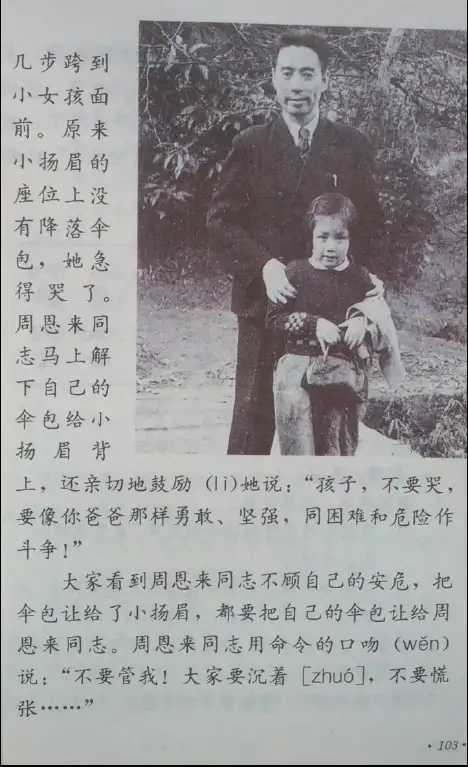 几步跨到
小女孩面
前。原来
小扬眉的
座位上没
有降落伞
包，她急
得哭了。
周恩来同
志马上解
下自己的
伞包给小
扬眉背
上，还亲切地鼓励（lì）她说：“孩子，不要哭，
要像你爸爸那样勇敢、坚强，同困难和危险作
斗争！”
大家看到周恩来同志不顾自己的安危，把
伞包让给了小扬眉，都要把自己的伞包让给周
恩来同志。周恩来同志用命令的口吻（wěn）
说：“不要管我！大家要沉着［zhuó］，不要慌
张……”
·103·